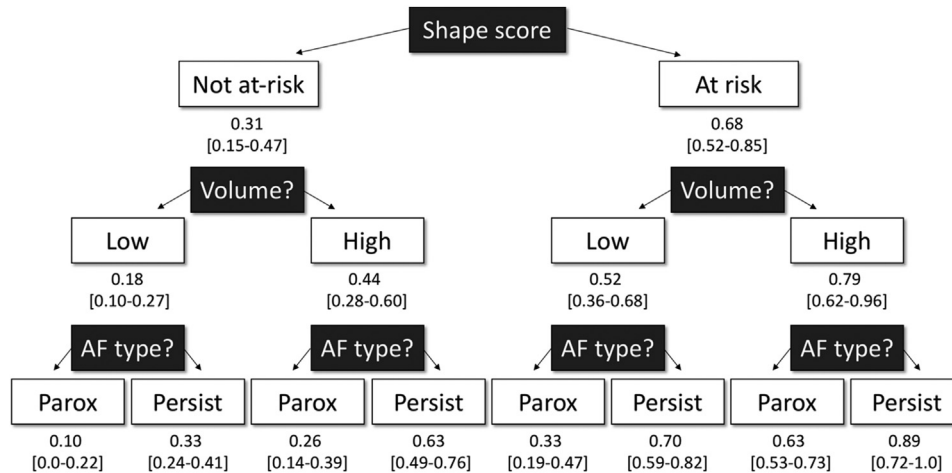 Shape score
Not at-risk At risk
0.31 0.68
[0.15-0.47] [0.52-0.85]
Volume? Volume?
Low High Low High
0.18 0.44 0.52 0.79
[0.10-0.27] [0.28-0.60] [0.36-0.68] [0.62-0.96]
AF type? AF type? AF type? AF type?
Parox Persist Parox Persist Parox Persist Parox Persist
0.10 0.33 0.26 0.63 0.33 0.70 0.63 0.89
[0.0-0.22] [0.24-0.41] [0.14-0.39] [0.49-0.76] [0.19-0.47] [0.59-0.82] [0.53-0.73] [0.72-1.0]